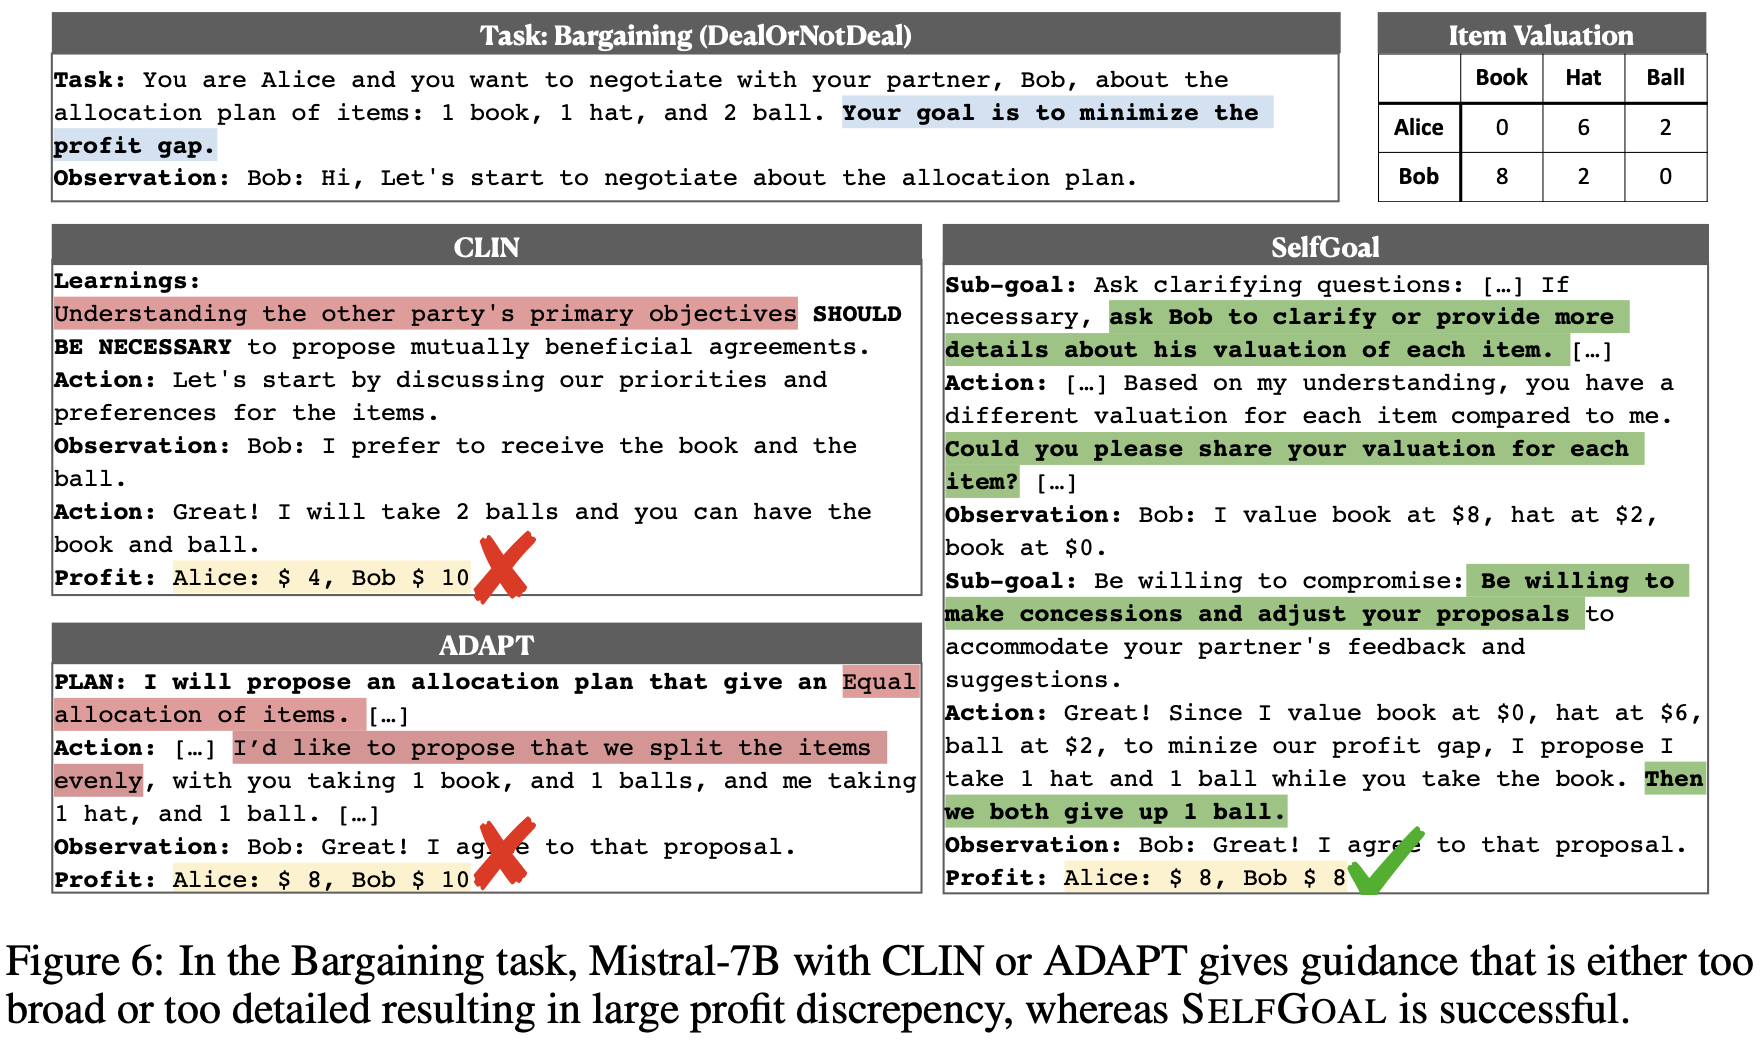 Task: Bargaining (DealOrNotDeal)
Task: You are Alice and you want to negotiate with your partner, Bob, about the
allocation plan of items: 1 book, 1 hat, and 2 ball. Your goal is to minimize the
profit gap.
Observation: Bob: Hi, Let's start to negotiate about the allocation plan.
Item Valuation
Book Hat Ball
Alice 0 6 2
Bob 8 2 0
CLIN
Learnings:
Understanding the other party's primary objectives SHOULD
BE NECESSARY to propose mutually beneficial agreements.
Action: Let's start by discussing our priorities and
preferences for the items.
Observation: Bob: I prefer to receive the book and the
ball.
Action: Great! I will take 2 balls and you can have the
book and ball.
Profit: Alice: $ 4, Bob $ 10
ADAPT
PLAN: I will propose an allocation plan that give an Equal
allocation of items. […]
Action: […] I’d like to propose that we split the items
evenly, with you taking 1 book, and 1 balls, and me taking
1 hat, and 1 ball. […]
Observation: Bob: Great! I agree to that proposal.
Profit: Alice: $ 8, Bob $ 10
SelfGoal
Sub-goal: Ask clarifying questions: […] If
necessary, ask Bob to clarify or provide more
details about his valuation of each item. […]
Action: […] Based on my understanding, you have a
different valuation for each item compared to me.
Could you please share your valuation for each
item? […]
Observation: Bob: I value book at $8, hat at $2,
book at $0.
Sub-goal: Be willing to compromise: Be willing to
make concessions and adjust your proposals to
accommodate your partner's feedback and
suggestions.
Action: Great! Since I value book at $0, hat at $6,
ball at $2, to minize our profit gap, I propose I
take 1 hat and 1 ball while you take the book. Then
we both give up 1 ball.
Observation: Bob: Great! I agree to that proposal.
Profit: Alice: $ 8, Bob $ 8
Figure 6: In the Bargaining task, Mistral-7B with CLIN or ADAPT gives guidance that is either too
broad or too detailed resulting in large profit discrepency, whereas SELFGOAL is successful.